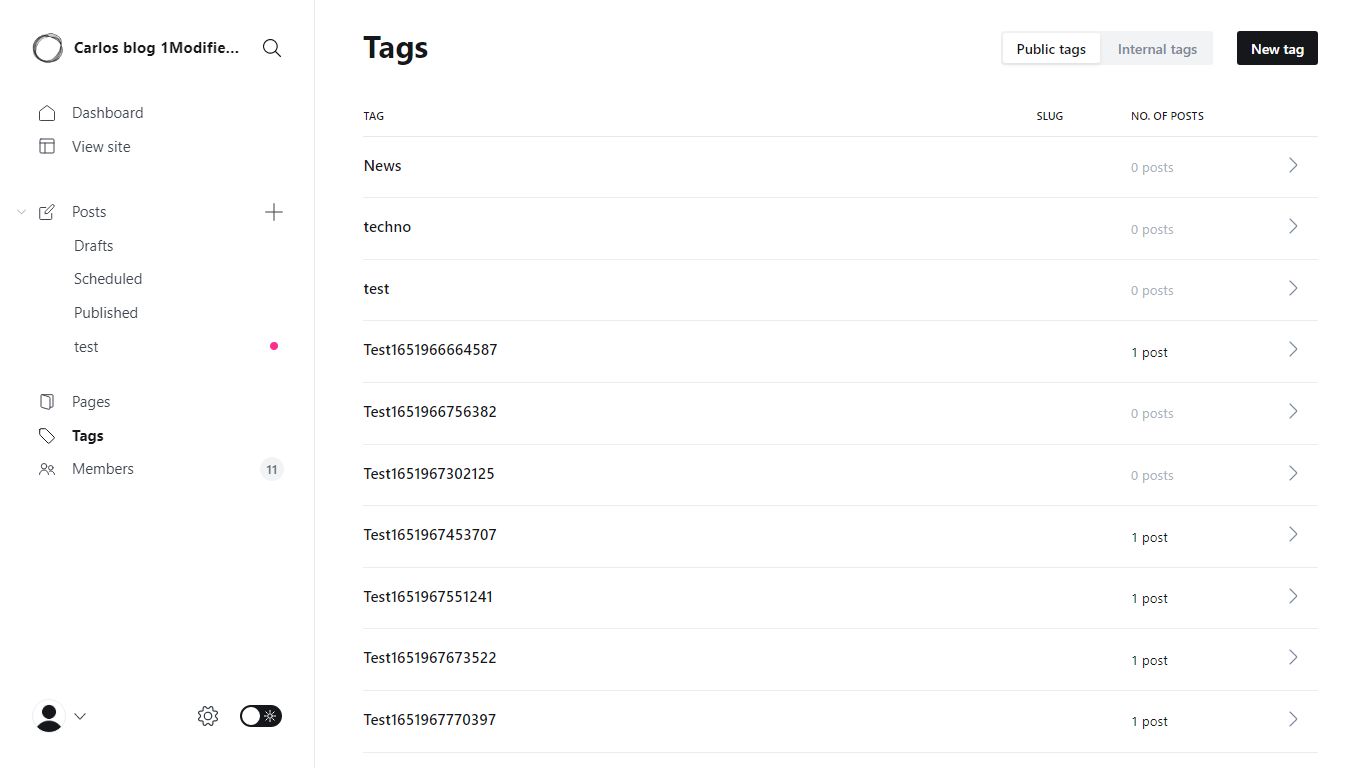 Carlos blog 1Modifie...
Dashboard
View site
Posts
Drafts
Scheduled
Published
test
Pages
Tags
Members 11
Tags
Public tags Internal tags New tag
TAG SLUG NO. OF POSTS
News 0 posts
techno 0 posts
test 0 posts
Test1651966664587 1 post
Test1651966756382 0 posts
Test1651967302125 0 posts
Test1651967453707 1 post
Test1651967551241 1 post
Test1651967673522 1 post
Test1651967770397 1 post